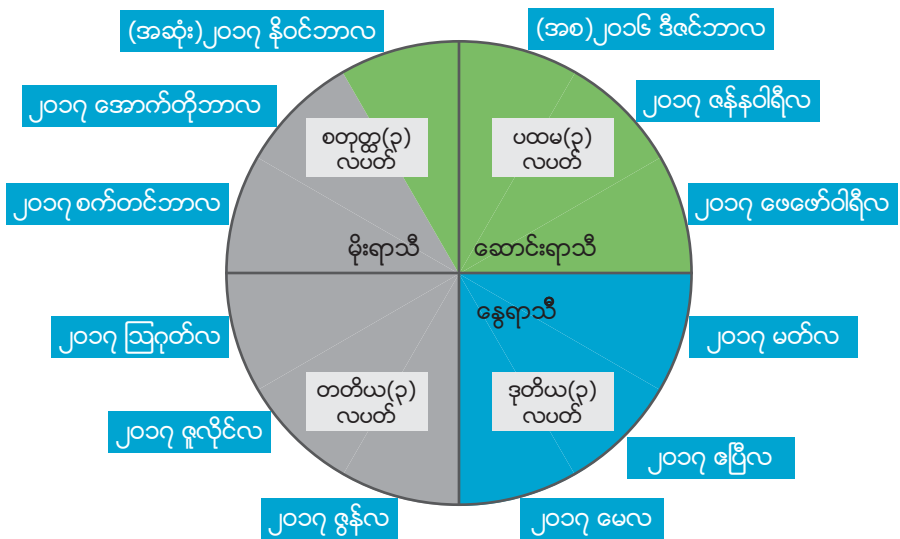 (အဆုံး)၂၀၁၇ နိုဝင်ဘာလ
(အစ)၂၀၁၆ ဒီဇင်ဘာလ
၂၀၁၇ အောက်တိုဘာလ
၂၀၁၇ ဇန်နဝါရီလ
စတုတ္ထ(၃)
လပတ်
ပထမ(၃)
လပတ်
၂၀၁၇ စက်တင်ဘာလ
၂၀၁၇ ဖေဖော်ဝါရီလ
မိုးရာသီ
ဆောင်းရာသီ
နွေရာသီ
၂၀၁၇ ဩဂုတ်လ
၂၀၁၇ မတ်လ
တတိယ(၃)
လပတ်
ဒုတိယ(၃)
လပတ်
၂၀၁၇ ဇူလိုင်လ
၂၀၁၇ ဧပြီလ
၂၀၁၇ ဇွန်လ
၂၀၁၇ မေလ